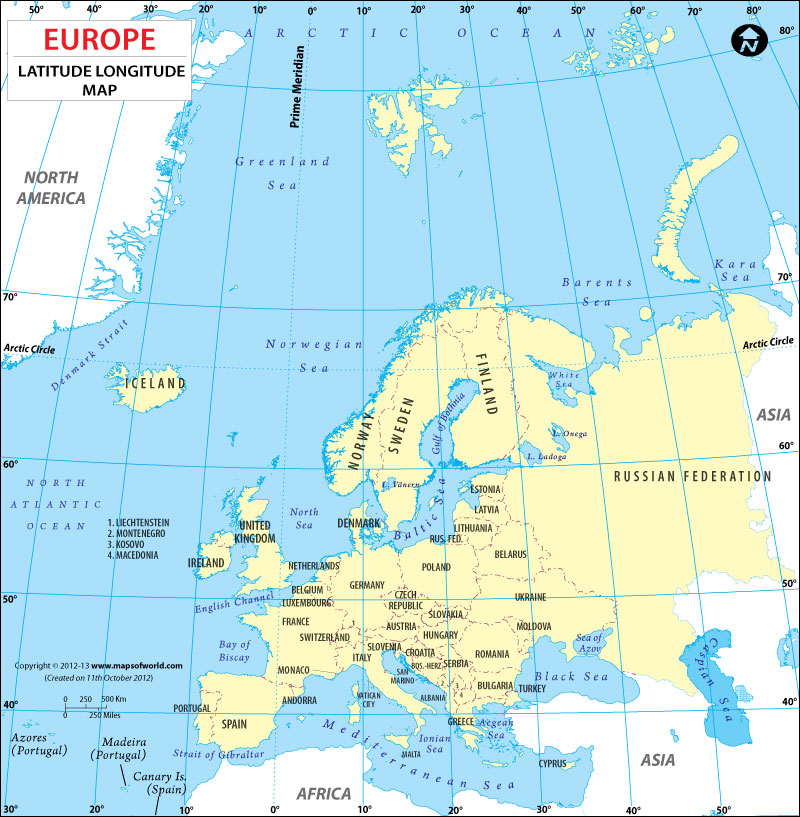 50° 40° 30° 20° 10° 0° 10° 20° 30° 40° 50° 60° 70° 80°
EUROPE
LATITUDE LONGITUDE
MAP
ARCTIC OCEAN
N
80°
Prime Meridian
Greenland
Sea
NORTH
AMERICA
Kara
Sea
Barents
Sea
70°
70°
Arctic Circle
Denmark Strait
Norwegian
Sea
Arctic Circle
ICELAND
White
Sea
FINLAND
NORWAY
SWEDEN
Gulf of Bothnia
ASIA
L. Onega
L. Ladoga
60°
60°
RUSSIAN FEDERATION
NORTH
ATLANTIC
OCEAN
L. Vänern
ESTONIA
LATVIA
LITHUANIA
RUS. FED.
Baltic Sea
North
Sea
DENMARK
1. LIECHTENSTEIN
2. MONTENEGRO
3. KOSOVO
4. MACEDONIA
UNITED
KINGDOM
IRELAND
BELARUS
NETHERLANDS
POLAND
GERMANY
BELGIUM
LUXEMBOURG
English Channel
50°
50°
CZECH
REPUBLIC
UKRAINE
SLOVAKIA
FRANCE
AUSTRIA
1
MOLDOVA
HUNGARY
SWITZERLAND
SLOVENIA
CROATIA
ITALY
ROMANIA
Sea of
Azov
Bay of
Biscay
BOS.-HERZ.
SERBIA
SAN
MARINO
MONACO
Caspian Sea
Black Sea
BULGARIA
TURKEY
Copyright © 2012-13 www.mapsofworld.com
(Created on 11th October 2012)
0 250 500 Km
0 250 Miles
ANDORRA
VATICAN
CITY
ALBANIA
40°
40°
PORTUGAL
SPAIN
GREECE
Aegean
Sea
Ionian
Sea
Mediterranean Sea
MALTA
CYPRUS
ASIA
Azores
(Portugal)
Madeira
(Portugal)
Strait of Gibraltar
Canary Is.
(Spain)
AFRICA
30° 20° 10° 0° 10° 20° 30° 40° 50°